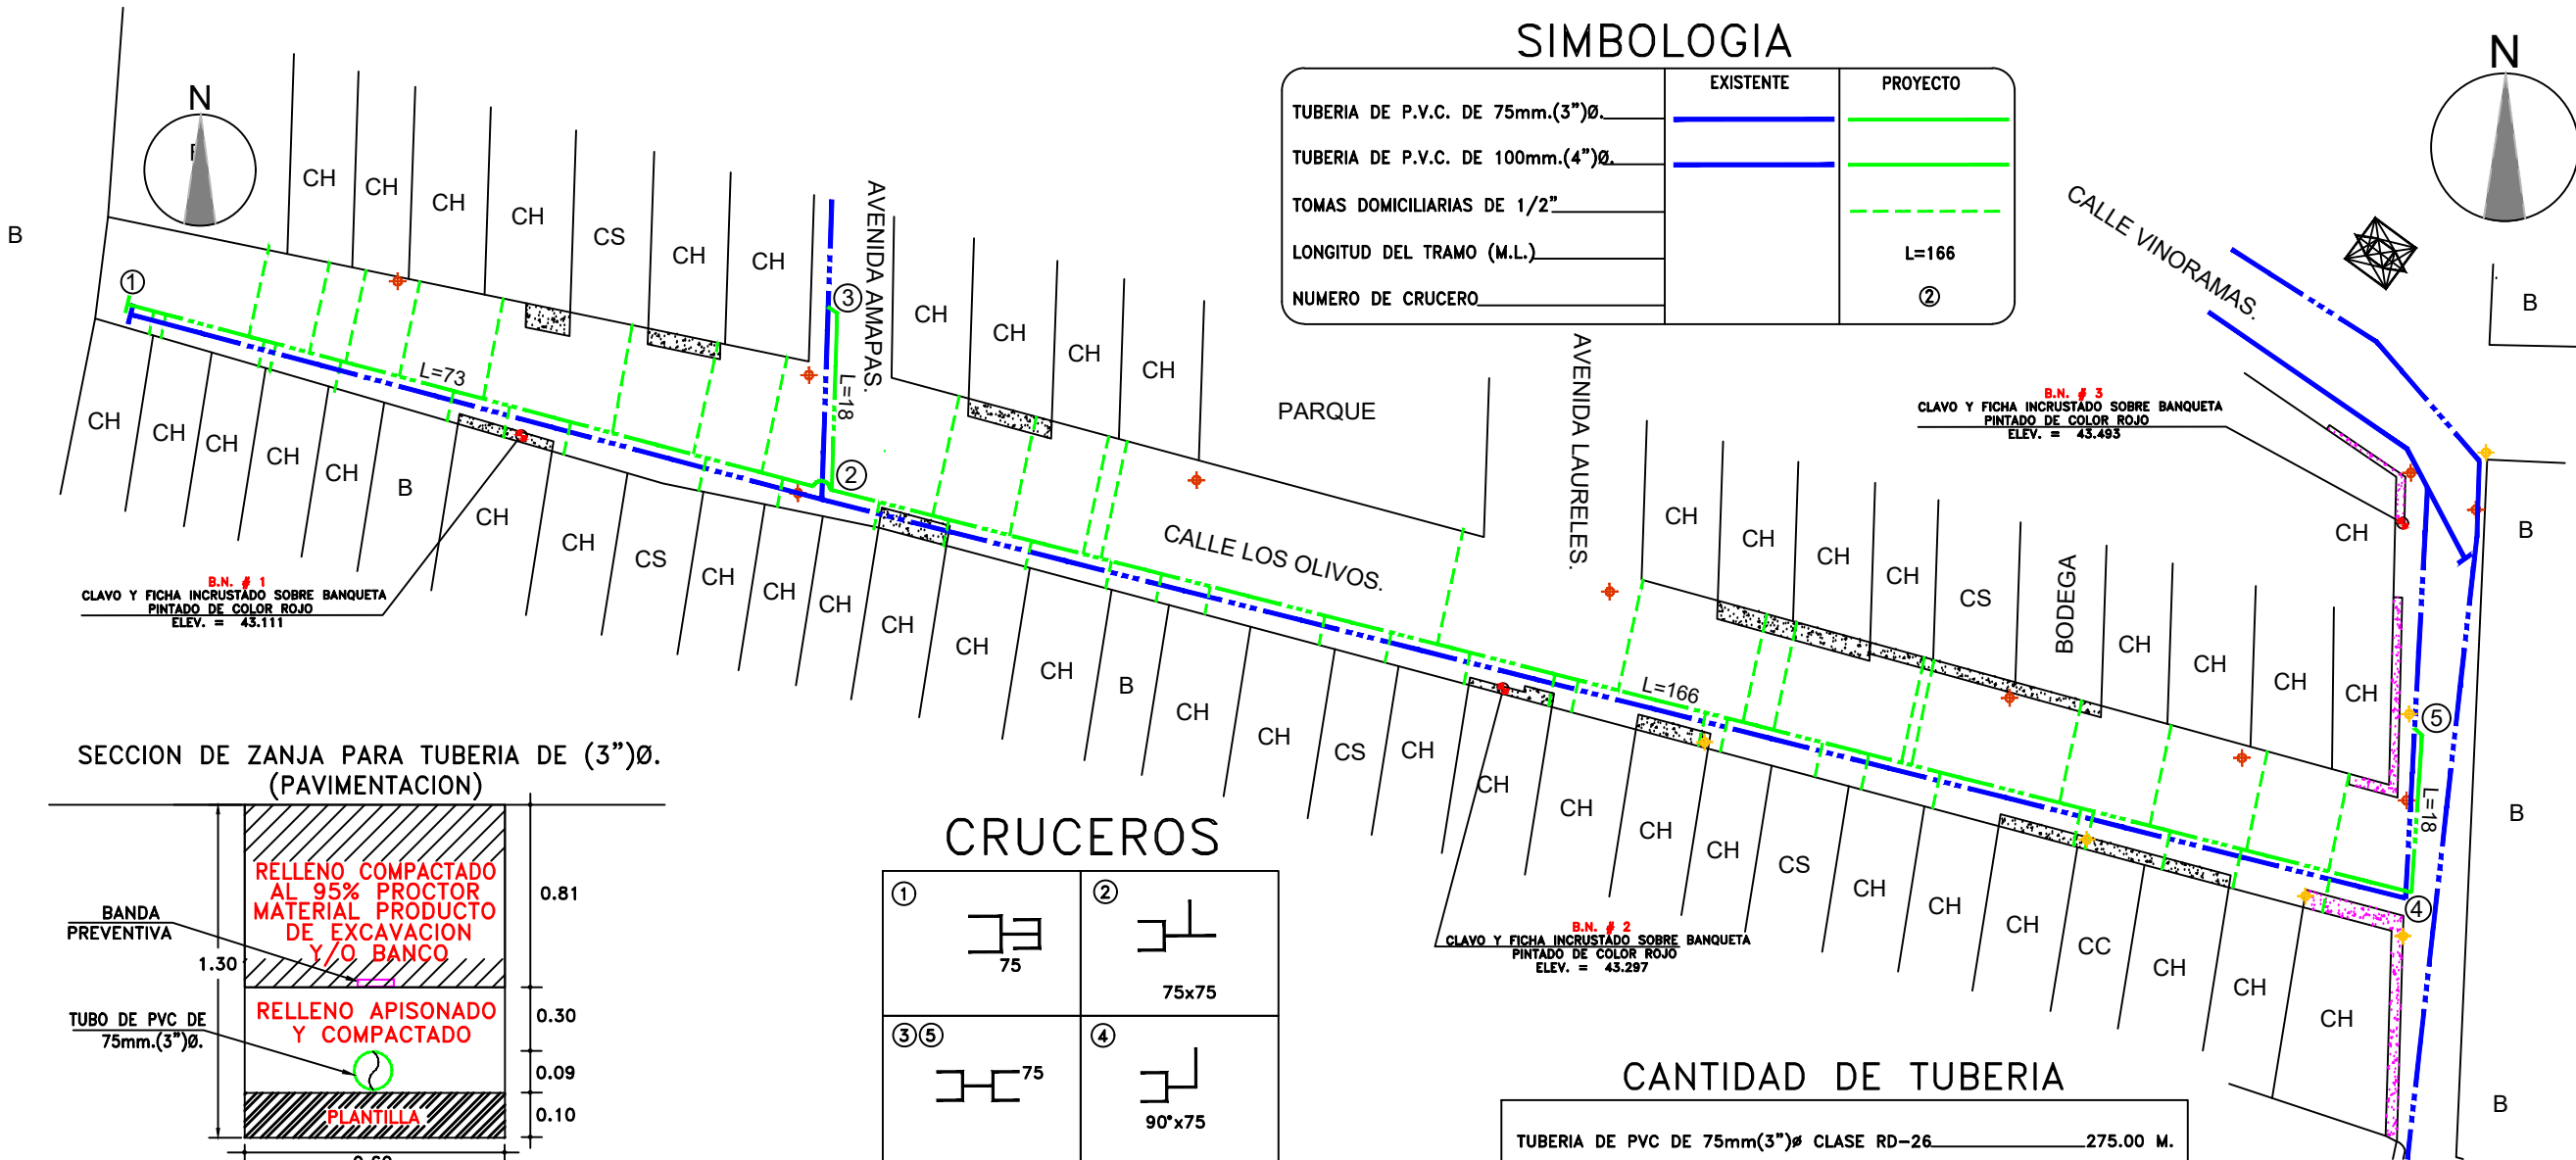 SIMBOLOGIA
EXISTENTE PROYECTO
TUBERIA DE P.V.C. DE 75mm.(3")Ø.
TUBERIA DE P.V.C. DE 100mm.(4")Ø.
TOMAS DOMICILIARIAS DE 1/2"
LONGITUD DEL TRAMO (M.L.) L=166
NUMERO DE CRUCERO 2
N
N
B
CH
CH
CH
CH
CS
CH
CH
AVENIDA AMAPAS.
1
3
2
L=73
L=18
CH
CH
CH
CH
PARQUE
AVENIDA LAURELES.
CALLE VINORAMAS.
B
B.N. # 3
CLAVO Y FICHA INCRUSTADO SOBRE BANQUETA
PINTADO DE COLOR ROJO
ELEV. = 43.493
CH
CH
CH
CH
CS
BODEGA
CH
CH
CH
CH
CH
B
5
L=18
B
4
CALLE LOS OLIVOS.
L=166
CH
CH
CH
CH
CH
B
CH
CH
CS
CH
CH
CH
CH
CH
CH
B
CH
CH
CS
CH
CH
CH
CH
CH
CS
CH
CH
CH
CC
CH
CH
CH
B
B.N. # 1
CLAVO Y FICHA INCRUSTADO SOBRE BANQUETA
PINTADO DE COLOR ROJO
ELEV. = 43.111
B.N. # 2
CLAVO Y FICHA INCRUSTADO SOBRE BANQUETA
PINTADO DE COLOR ROJO
ELEV. = 43.297
SECCION DE ZANJA PARA TUBERIA DE (3")Ø.
(PAVIMENTACION)
RELLENO COMPACTADO
AL 95% PROCTOR
MATERIAL PRODUCTO
DE EXCAVACION
Y/O BANCO
BANDA
PREVENTIVA
1.30
0.81
RELLENO APISONADO
Y COMPACTADO
0.30
TUBO DE PVC DE
75mm.(3")Ø.
0.09
PLANTILLA
0.10
CRUCEROS
1
75
2
75x75
3 5
75
4
90°x75
CANTIDAD DE TUBERIA
TUBERIA DE PVC DE 75mm(3")ø CLASE RD-26 275.00 M.